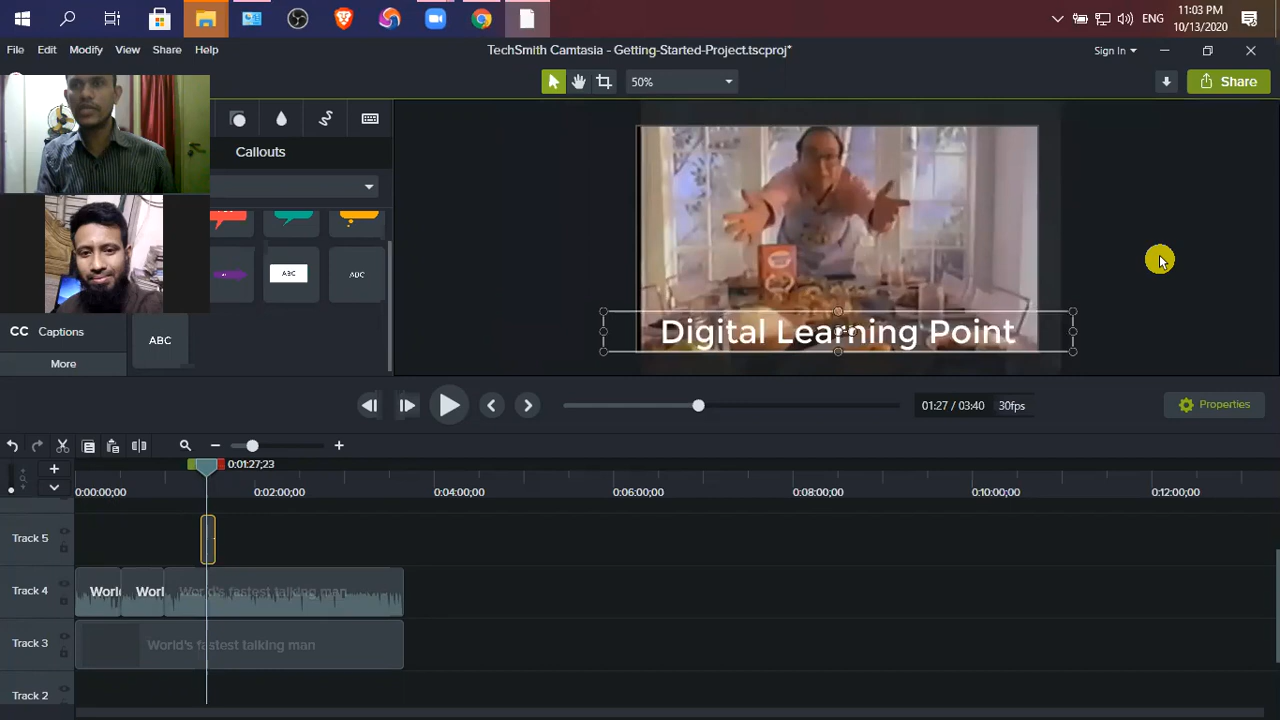 11:03 PM
ENG
10/13/2020
File Edit Modify View Share Help
TechSmith Camtasia - Getting-Started-Project.tscproj*
Sign In
50%
Share
Callouts
ABC
ABC
CC Captions
ABC
More
Digital Learning Point
01:27 / 03:40 30fps
Properties
0:01:27;23
0:00:00;00 0:02:00;00 0:04:00;00 0:06:00;00 0:08:00;00 0:10:00;00 0:12:00;00
Track 5
Track 4
Worl Worl World's fastest talking man
Track 3
World's fastest talking man
Track 2